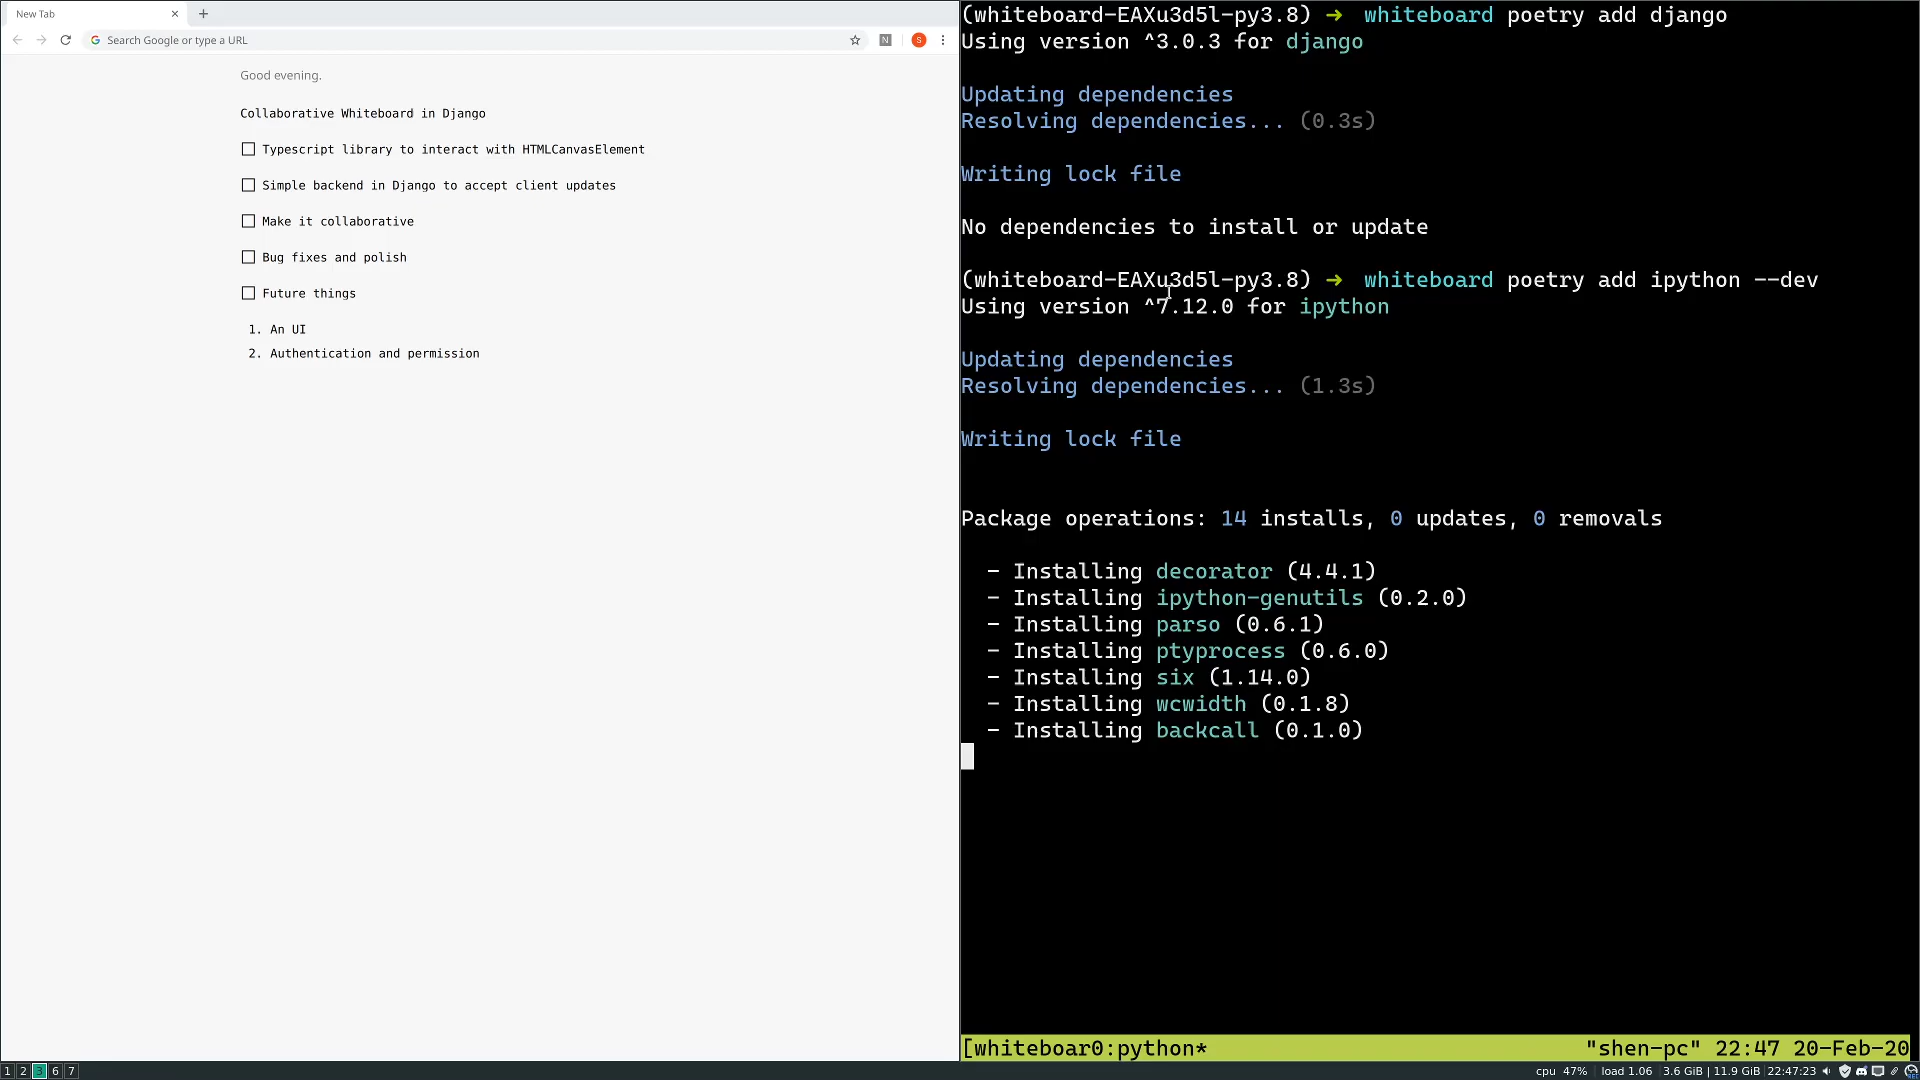 New Tab
Search Google or type a URL
N
S
Good evening.
Collaborative Whiteboard in Django
Typescript library to interact with HTMLCanvasElement
Simple backend in Django to accept client updates
Make it collaborative
Bug fixes and polish
Future things
1. An UI
2. Authentication and permission
(whiteboard-EAXu3d5l-py3.8) → whiteboard poetry add django
Using version ^3.0.3 for django
Updating dependencies
Resolving dependencies... (0.3s)
Writing lock file
No dependencies to install or update
(whiteboard-EAXu3d5l-py3.8) → whiteboard poetry add ipython --dev
Using version ^7.12.0 for ipython
Updating dependencies
Resolving dependencies... (1.3s)
Writing lock file
Package operations: 14 installs, 0 updates, 0 removals
- Installing decorator (4.4.1)
- Installing ipython-genutils (0.2.0)
- Installing parso (0.6.1)
- Installing ptyprocess (0.6.0)
- Installing six (1.14.0)
- Installing wcwidth (0.1.8)
- Installing backcall (0.1.0)
[whiteboar0:python* "shen-pc" 22:47 20-Feb-20
1 2 3 6 7 cpu 47% load 1.06 3.6 GiB | 11.9 GiB 22:47:23